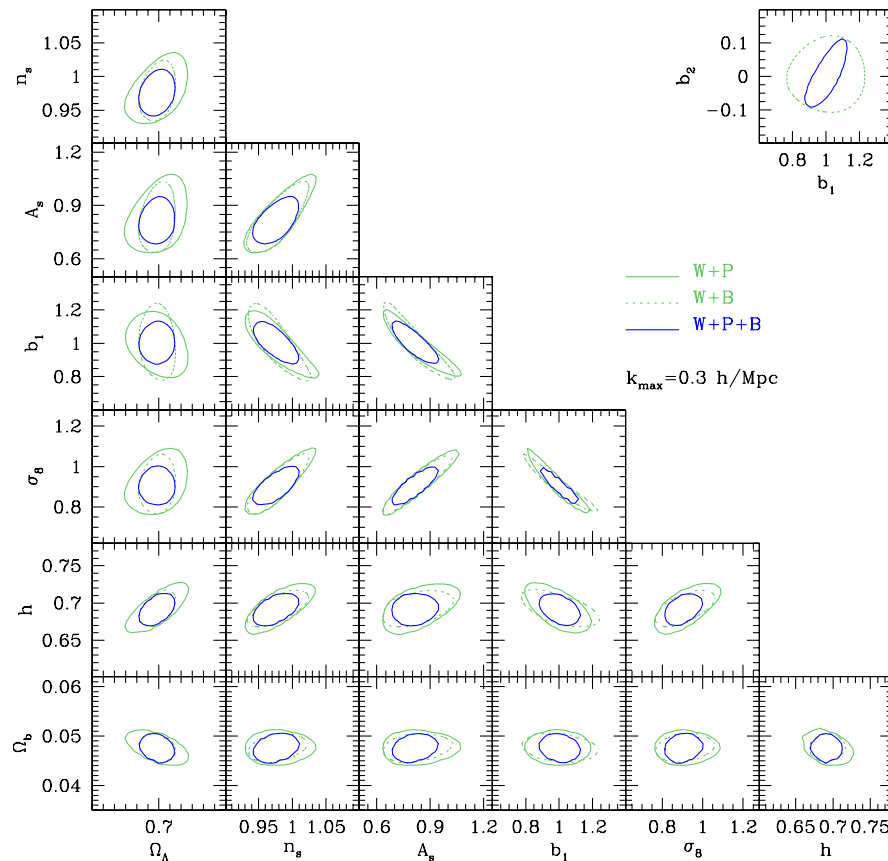 1.05
1
0.95
n_s
0.1
0
−0.1
b_2
0.8 1 1.2
b_1
1.2
0.9
0.6
A_s
W+P
W+B
W+P+B
k_max=0.3 h/Mpc
1.2
1
0.8
b_1
1.2
1
0.8
σ_8
0.75
0.7
0.65
h
0.06
0.05
0.04
Ω_b
0.7 0.95 1 1.05 0.6 0.9 1.2 0.8 1 1.2 0.8 1 1.2 0.65 0.7 0.75
Ω_Λ n_s A_s b_1 σ_8 h